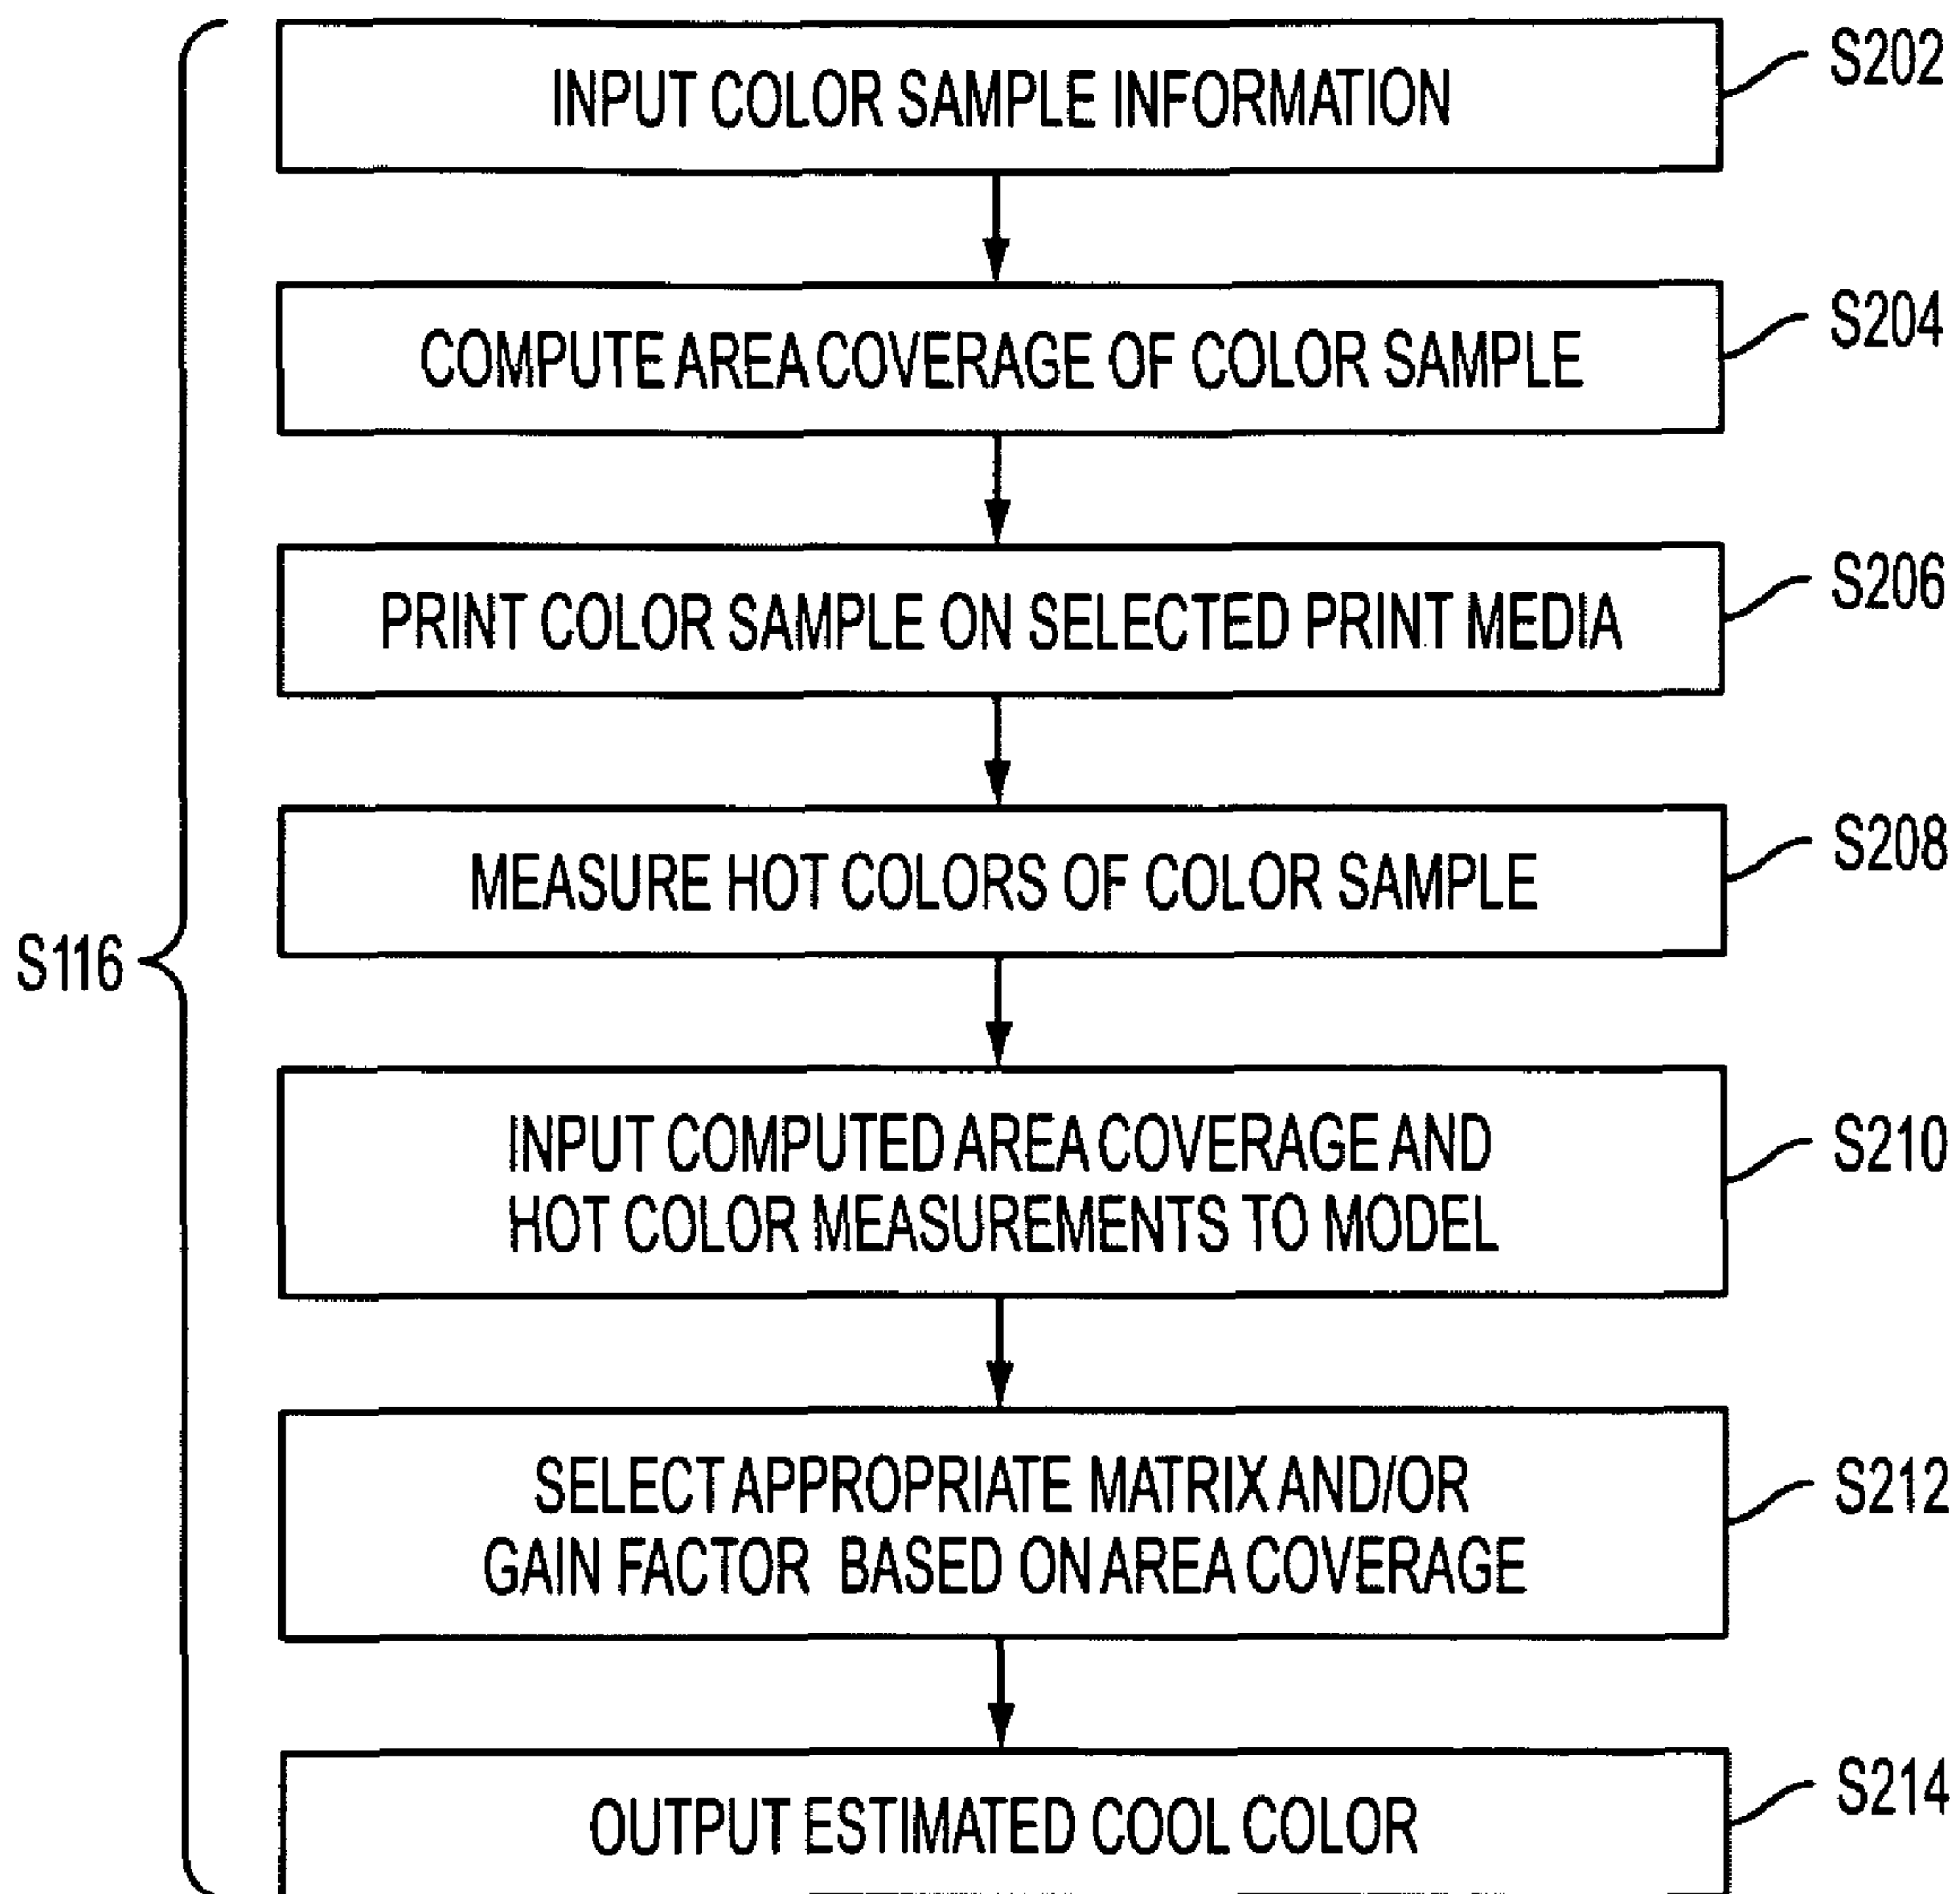 INPUT COLOR SAMPLE INFORMATION
S202
COMPUTE AREA COVERAGE OF COLOR SAMPLE
S204
PRINT COLOR SAMPLE ON SELECTED PRINT MEDIA
S206
MEASURE HOT COLORS OF COLOR SAMPLE
S208
S116
INPUT COMPUTED AREA COVERAGE AND
HOT COLOR MEASUREMENTS TO MODEL
S210
SELECT APPROPRIATE MATRIX AND/OR
GAIN FACTOR BASED ON AREA COVERAGE
S212
OUTPUT ESTIMATED COOL COLOR
S214